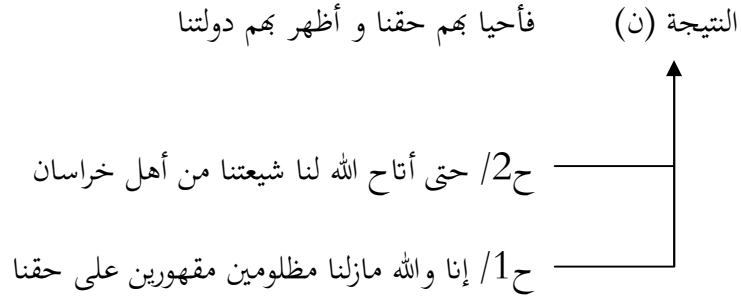 النتيجة (ن) فأحيا بهم حقنا و أظهر بهم دولتنا
ح2/ حتى أتاح الله لنا شيعتنا من أهل خراسان
ح1/ إنا والله مازلنا مظلومين مقهورين على حقنا